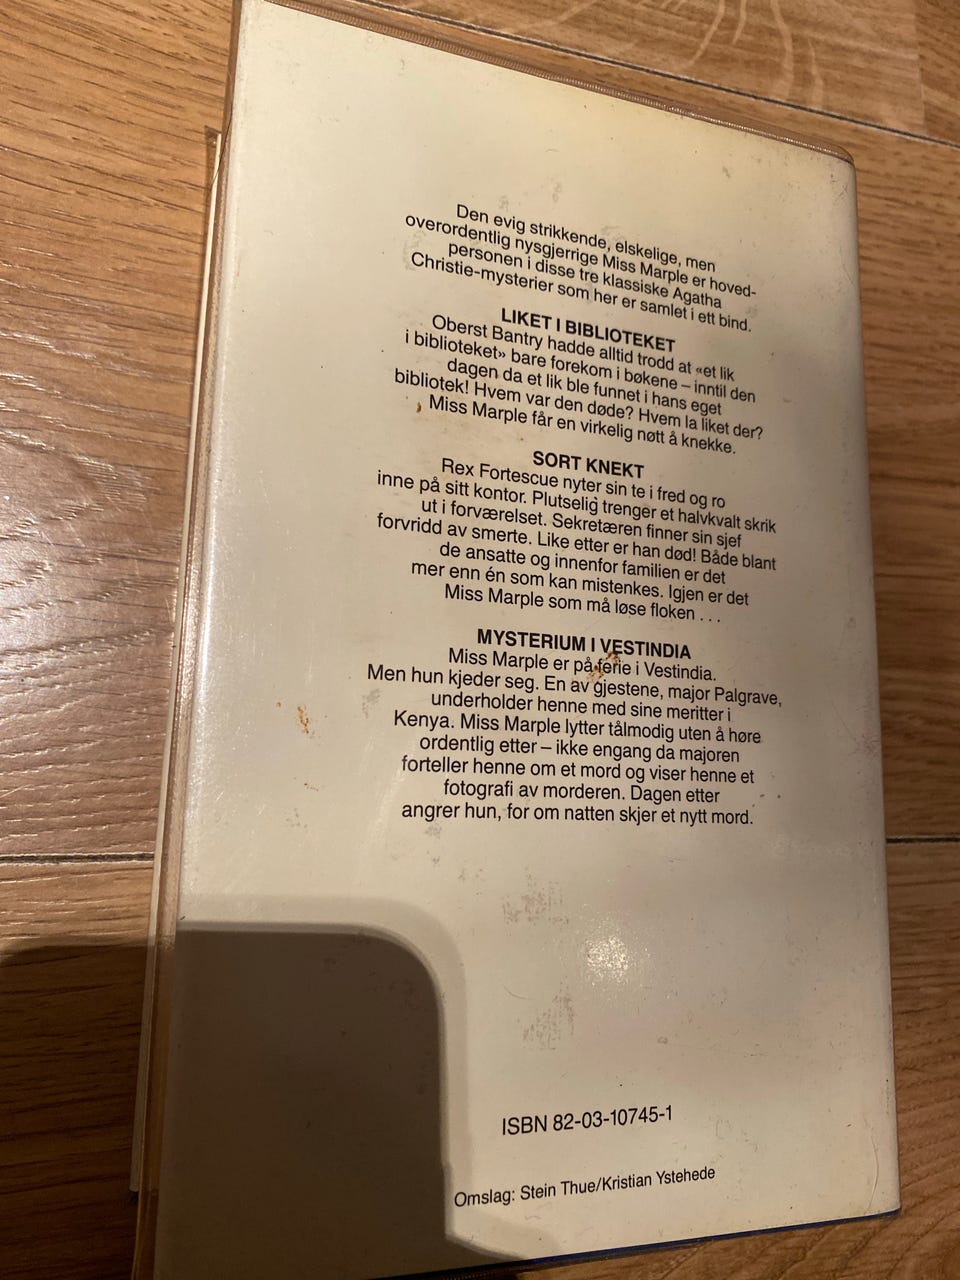 Den evig strikkende, elskelige, men
overordentlig nysgjerrige Miss Marple er hoved-
personen i disse tre klassiske Agatha
Christie-mysterier som her er samlet i ett bind.
LIKET I BIBLIOTEKET
Oberst Bantry hadde alltid trodd at «et lik
i biblioteket» bare forekom i bøkene – inntil den
dagen da et lik ble funnet i hans eget
bibliotek! Hvem var den døde? Hvem la liket der?
Miss Marple får en virkelig nøtt å knekke.
SORT KNEKT
Rex Fortescue nyter sin te i fred og ro
inne på sitt kontor. Plutselig trenger et halvkvalt skrik
ut i forværelset. Sekretæren finner sin sjef
forvridd av smerte. Like etter er han død! Både blant
de ansatte og innenfor familien er det
mer enn én som kan mistenkes. Igjen er det
Miss Marple som må løse floken . . .
MYSTERIUM I VESTINDIA
Miss Marple er på ferie i Vestindia.
Men hun kjeder seg. En av gjestene, major Palgrave,
underholder henne med sine meritter i
Kenya. Miss Marple lytter tålmodig uten å høre
ordentlig etter – ikke engang da majoren
forteller henne om et mord og viser henne et
fotografi av morderen. Dagen etter
angrer hun, for om natten skjer et nytt mord.
ISBN 82-03-10745-1
Omslag: Stein Thue/Kristian Ystehede